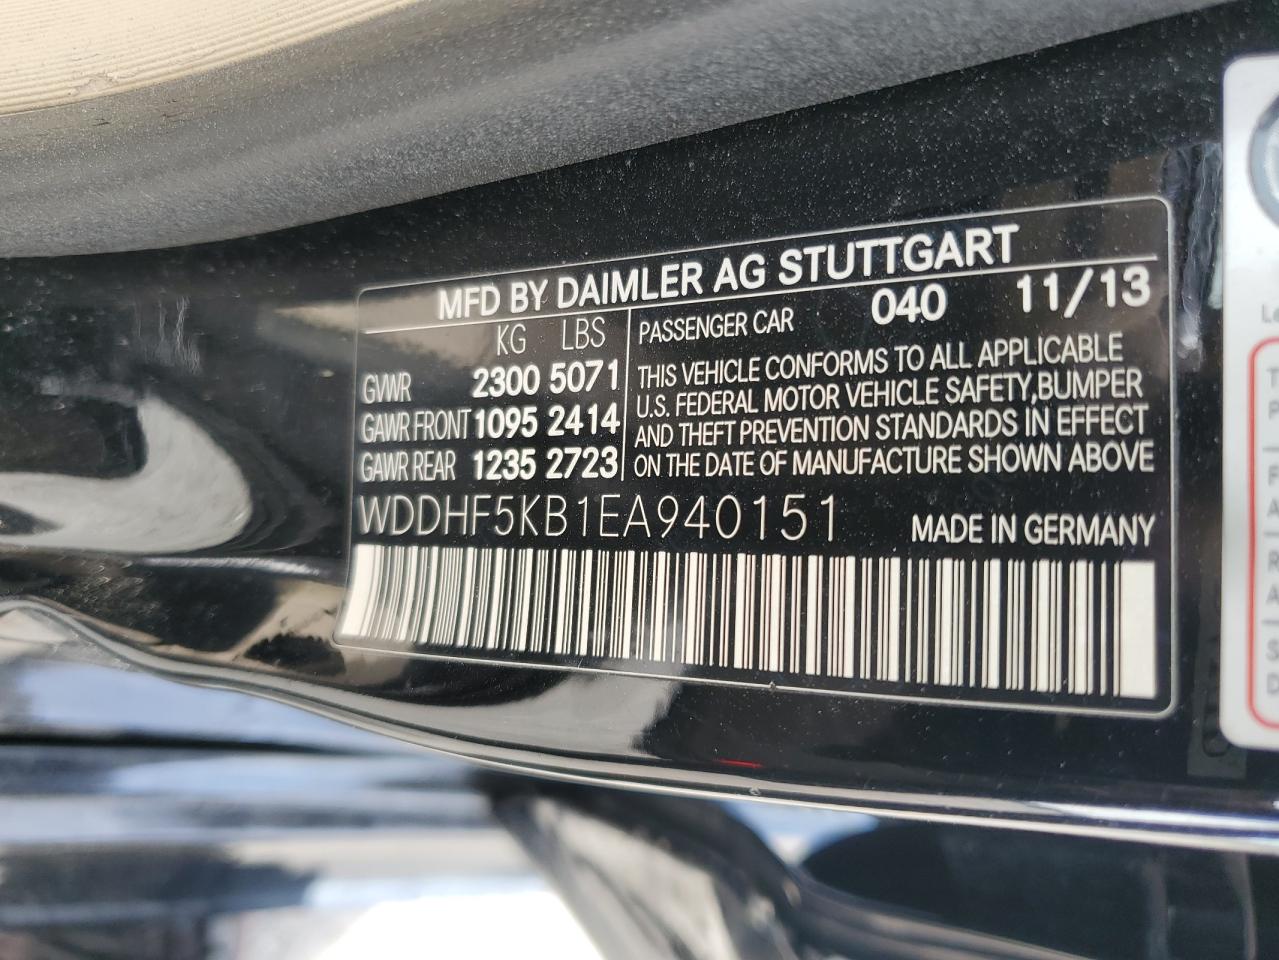 MFD BY DAIMLER AG STUTTGART
KG LBS
GVWR 2300 5071
GAWR FRONT 1095 2414
GAWR REAR 1235 2723
PASSENGER CAR 040 11/13
THIS VEHICLE CONFORMS TO ALL APPLICABLE
U.S. FEDERAL MOTOR VEHICLE SAFETY,BUMPER
AND THEFT PREVENTION STANDARDS IN EFFECT
ON THE DATE OF MANUFACTURE SHOWN ABOVE
WDDHF5KB1EA940151 MADE IN GERMANY